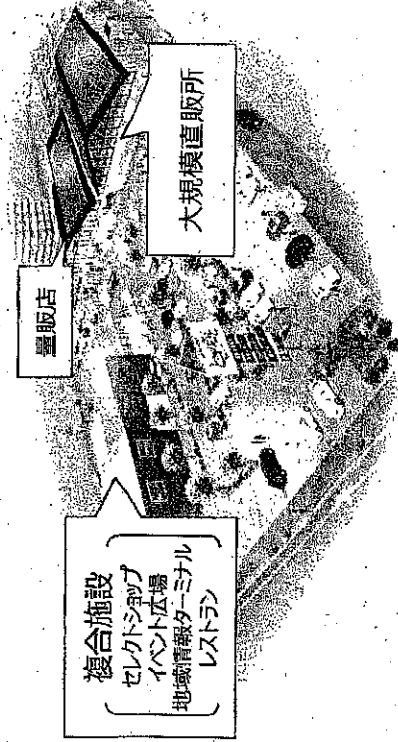 量販店
大規模直販所
複合施設
セレクトショップ
イベント広場
地域情報ターミナル
レストラン